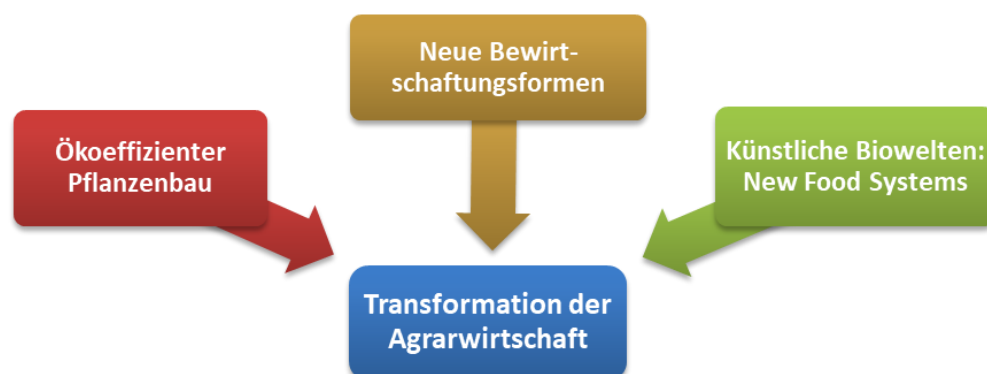 Neue Bewirt-
schaftungsformen
Ökoeffizienter
Pflanzenbau
Künstliche Biowelten:
New Food Systems
Transformation der
Agrarwirtschaft